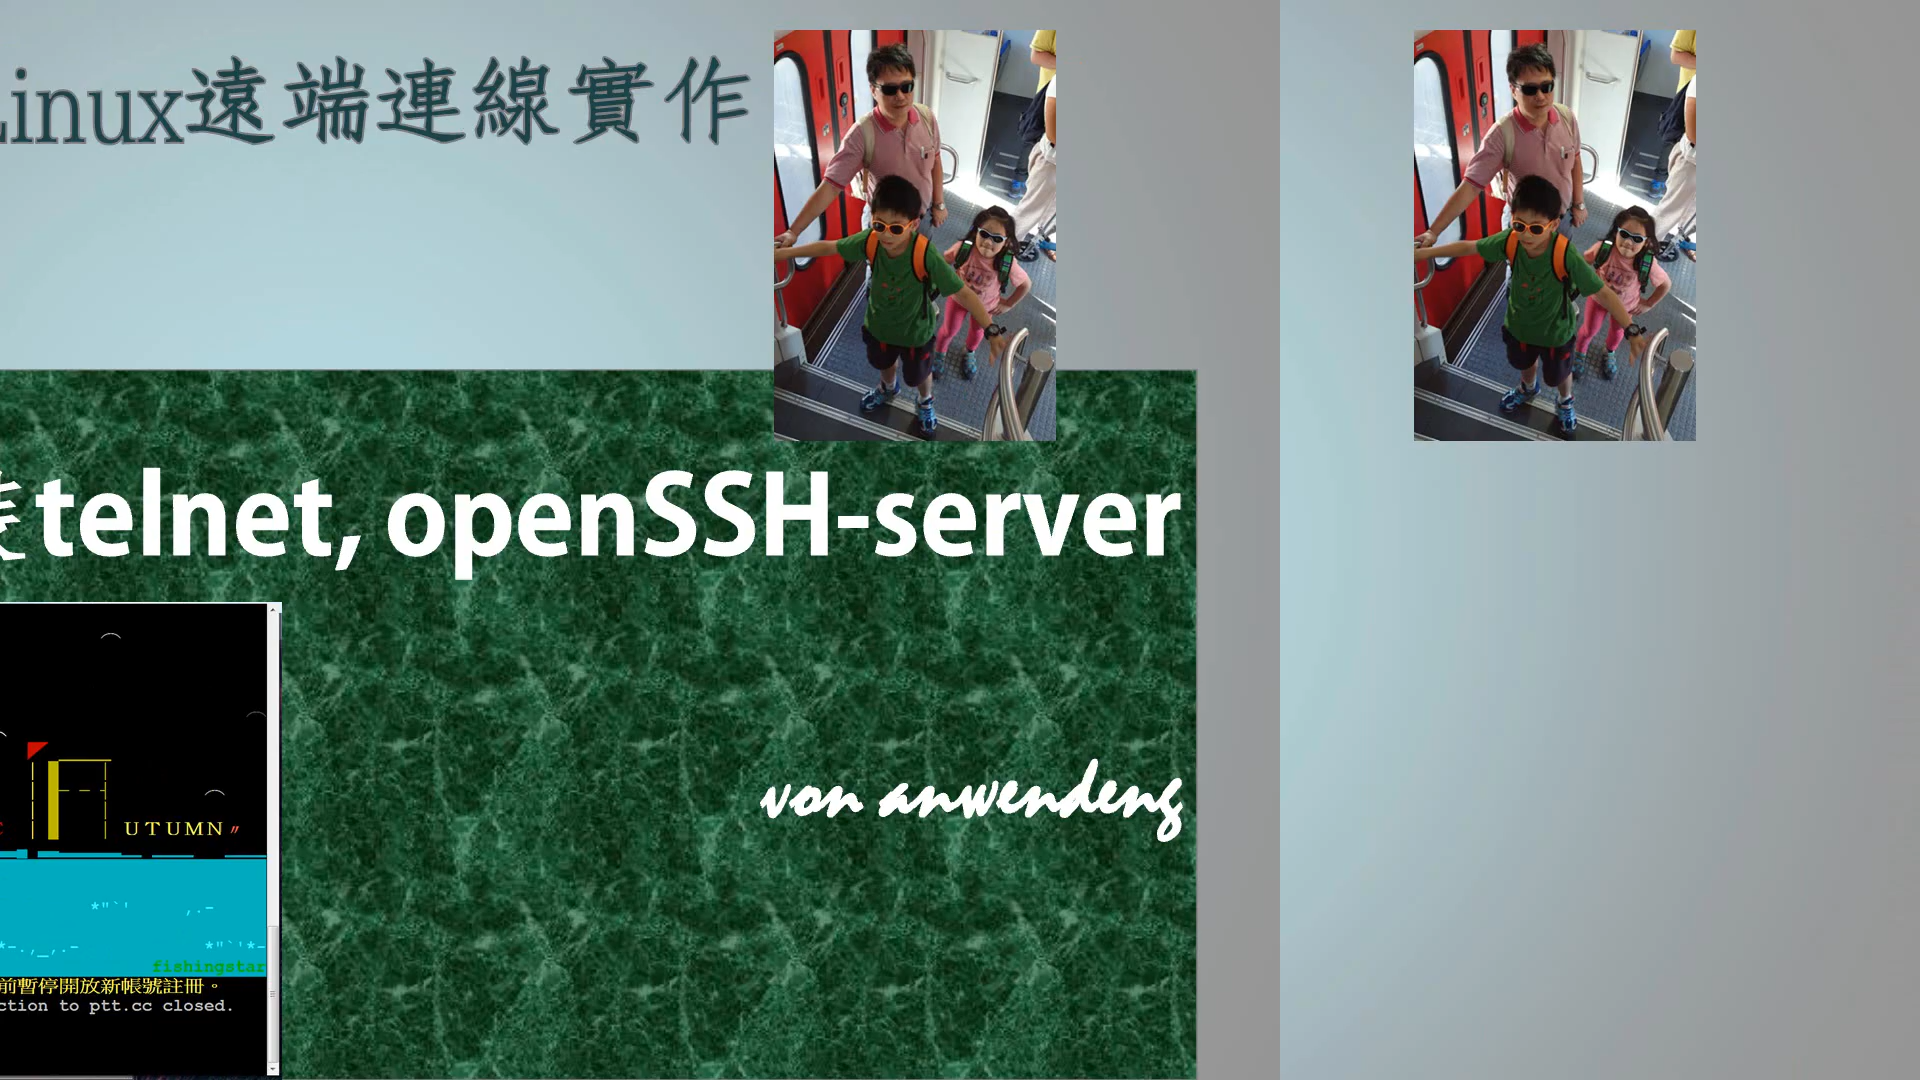 Linux遠端連線實作
telnet, openSSH-server
von anwendeng
UTUMN"
*"`' ,.-
*-.,_,.- *"`'*-
fishingstar
前暫停開放新帳號註冊。
ction to ptt.cc closed.